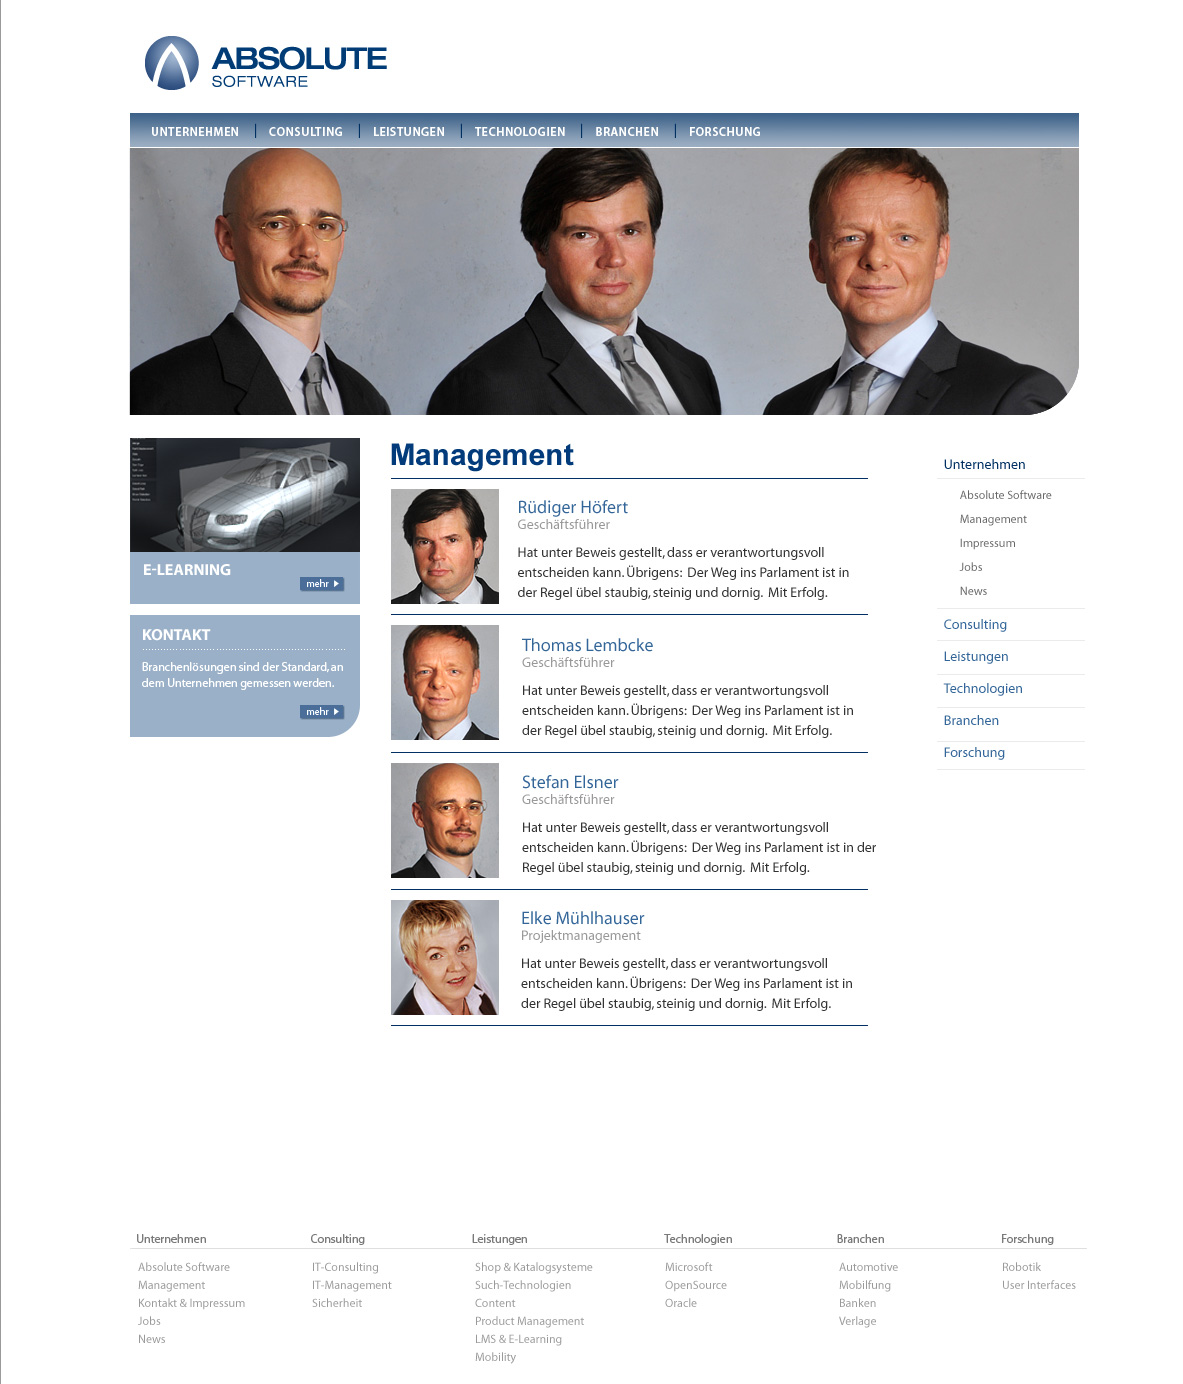 ABSOLUTE
SOFTWARE
UNTERNEHMEN | CONSULTING | LEISTUNGEN | TECHNOLOGIEN | BRANCHEN | FORSCHUNG
E-LEARNING
mehr
KONTAKT
Branchenlösungen sind der Standard, an
dem Unternehmen gemessen werden.
mehr
Management
Rüdiger Höfert
Geschäftsführer
Hat unter Beweis gestellt, dass er verantwortungsvoll
entscheiden kann. Übrigens: Der Weg ins Parlament ist in
der Regel übel staubig, steinig und dornig. Mit Erfolg.
Thomas Lembcke
Geschäftsführer
Hat unter Beweis gestellt, dass er verantwortungsvoll
entscheiden kann. Übrigens: Der Weg ins Parlament ist in
der Regel übel staubig, steinig und dornig. Mit Erfolg.
Stefan Elsner
Geschäftsführer
Hat unter Beweis gestellt, dass er verantwortungsvoll
entscheiden kann. Übrigens: Der Weg ins Parlament ist in der
Regel übel staubig, steinig und dornig. Mit Erfolg.
Elke Mühlhauser
Projektmanagement
Hat unter Beweis gestellt, dass er verantwortungsvoll
entscheiden kann. Übrigens: Der Weg ins Parlament ist in
der Regel übel staubig, steinig und dornig. Mit Erfolg.
Unternehmen
Absolute Software
Management
Impressum
Jobs
News
Consulting
Leistungen
Technologien
Branchen
Forschung
Unternehmen
Absolute Software
Management
Kontakt & Impressum
Jobs
News
Consulting
IT-Consulting
IT-Management
Sicherheit
Leistungen
Shop & Katalogsysteme
Such-Technologien
Content
Product Management
LMS & E-Learning
Mobility
Technologien
Microsoft
OpenSource
Oracle
Branchen
Automotive
Mobilfung
Banken
Verlage
Forschung
Robotik
User Interfaces